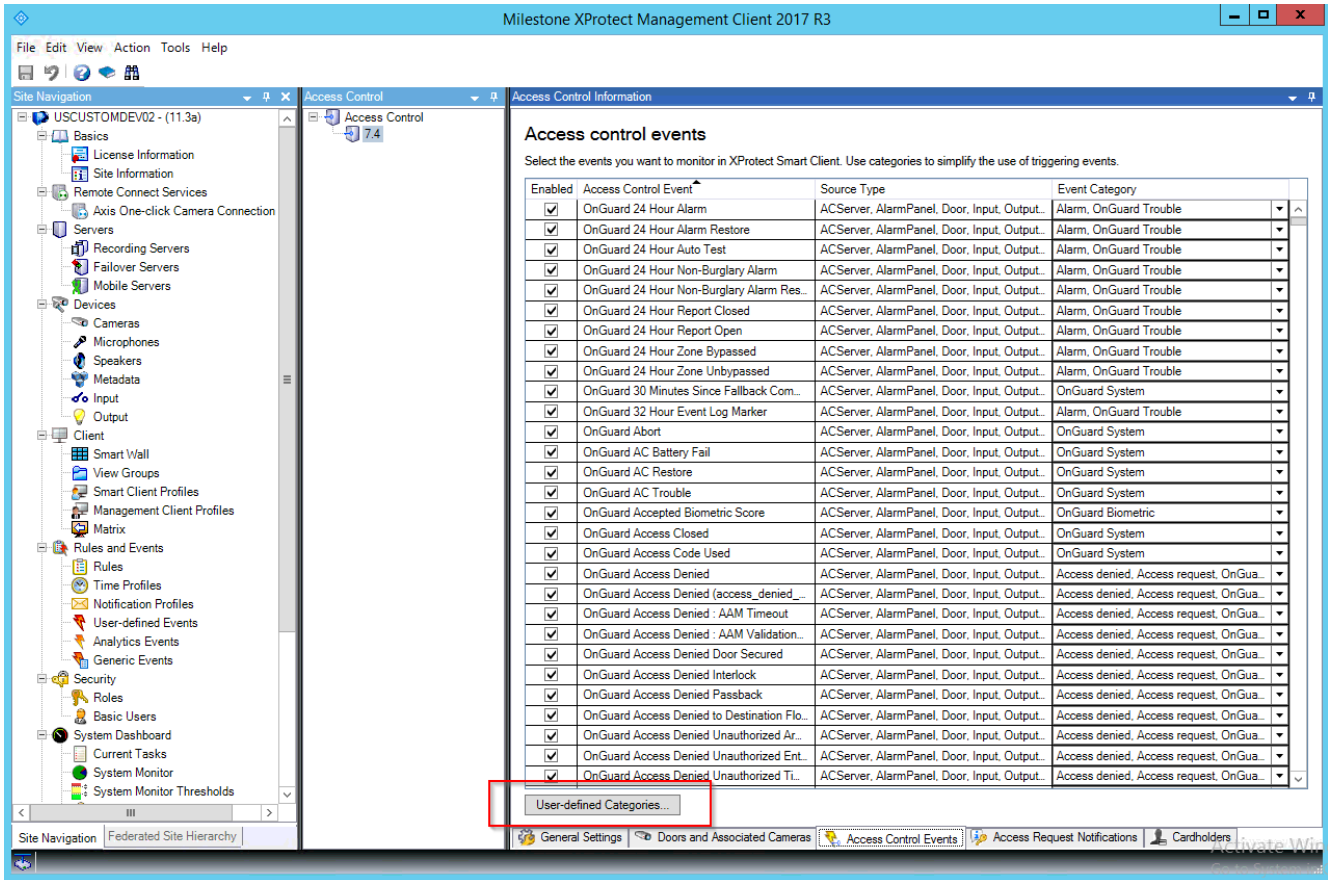 Milestone XProtect Management Client 2017 R3
File Edit View Action Tools Help
Site Navigation
USCUSTOMDEV02 - (11.3a)
Basics
License Information
Site Information
Remote Connect Services
Axis One-click Camera Connection
Servers
Recording Servers
Failover Servers
Mobile Servers
Devices
Cameras
Microphones
Speakers
Metadata
Input
Output
Client
Smart Wall
View Groups
Smart Client Profiles
Management Client Profiles
Matrix
Rules and Events
Rules
Time Profiles
Notification Profiles
User-defined Events
Analytics Events
Generic Events
Security
Roles
Basic Users
System Dashboard
Current Tasks
System Monitor
System Monitor Thresholds
Site Navigation Federated Site Hierarchy
Access Control
Access Control
7.4
Access Control Information
Access control events
Select the events you want to monitor in XProtect Smart Client. Use categories to simplify the use of triggering events.
Enabled Access Control Event Source Type Event Category
OnGuard 24 Hour Alarm ACServer, AlarmPanel, Door, Input, Output... Alarm, OnGuard Trouble
OnGuard 24 Hour Alarm Restore ACServer, AlarmPanel, Door, Input, Output... Alarm, OnGuard Trouble
OnGuard 24 Hour Auto Test ACServer, AlarmPanel, Door, Input, Output... Alarm, OnGuard Trouble
OnGuard 24 Hour Non-Burglary Alarm ACServer, AlarmPanel, Door, Input, Output... Alarm, OnGuard Trouble
OnGuard 24 Hour Non-Burglary Alarm Res... ACServer, AlarmPanel, Door, Input, Output... Alarm, OnGuard Trouble
OnGuard 24 Hour Report Closed ACServer, AlarmPanel, Door, Input, Output... Alarm, OnGuard Trouble
OnGuard 24 Hour Report Open ACServer, AlarmPanel, Door, Input, Output... Alarm, OnGuard Trouble
OnGuard 24 Hour Zone Bypassed ACServer, AlarmPanel, Door, Input, Output... Alarm, OnGuard Trouble
OnGuard 24 Hour Zone Unbypassed ACServer, AlarmPanel, Door, Input, Output... Alarm, OnGuard Trouble
OnGuard 30 Minutes Since Fallback Com... ACServer, AlarmPanel, Door, Input, Output... OnGuard System
OnGuard 32 Hour Event Log Marker ACServer, AlarmPanel, Door, Input, Output... Alarm, OnGuard Trouble
OnGuard Abort ACServer, AlarmPanel, Door, Input, Output... OnGuard System
OnGuard AC Battery Fail ACServer, AlarmPanel, Door, Input, Output... OnGuard System
OnGuard AC Restore ACServer, AlarmPanel, Door, Input, Output... OnGuard System
OnGuard AC Trouble ACServer, AlarmPanel, Door, Input, Output... OnGuard System
OnGuard Accepted Biometric Score ACServer, AlarmPanel, Door, Input, Output... OnGuard Biometric
OnGuard Access Closed ACServer, AlarmPanel, Door, Input, Output... OnGuard System
OnGuard Access Code Used ACServer, AlarmPanel, Door, Input, Output... OnGuard System
OnGuard Access Denied ACServer, AlarmPanel, Door, Input, Output... Access denied, Access request, OnGua...
OnGuard Access Denied (access_denied_... ACServer, AlarmPanel, Door, Input, Output... Access denied, Access request, OnGua...
OnGuard Access Denied : AAM Timeout ACServer, AlarmPanel, Door, Input, Output... Access denied, Access request, OnGua...
OnGuard Access Denied : AAM Validation... ACServer, AlarmPanel, Door, Input, Output... Access denied, Access request, OnGua...
OnGuard Access Denied Door Secured ACServer, AlarmPanel, Door, Input, Output... Access denied, Access request, OnGua...
OnGuard Access Denied Interlock ACServer, AlarmPanel, Door, Input, Output... Access denied, Access request, OnGua...
OnGuard Access Denied Passback ACServer, AlarmPanel, Door, Input, Output... Access denied, Access request, OnGua...
OnGuard Access Denied to Destination Flo... ACServer, AlarmPanel, Door, Input, Output... Access denied, Access request, OnGua...
OnGuard Access Denied Unauthorized Ar... ACServer, AlarmPanel, Door, Input, Output... Access denied, Access request, OnGua...
OnGuard Access Denied Unauthorized Ent... ACServer, AlarmPanel, Door, Input, Output... Access denied, Access request, OnGua...
OnGuard Access Denied Unauthorized Ti... ACServer, AlarmPanel, Door, Input, Output... Access denied, Access request, OnGua...
User-defined Categories...
General Settings Doors and Associated Cameras Access Control Events Access Request Notifications Cardholders
Activate Win